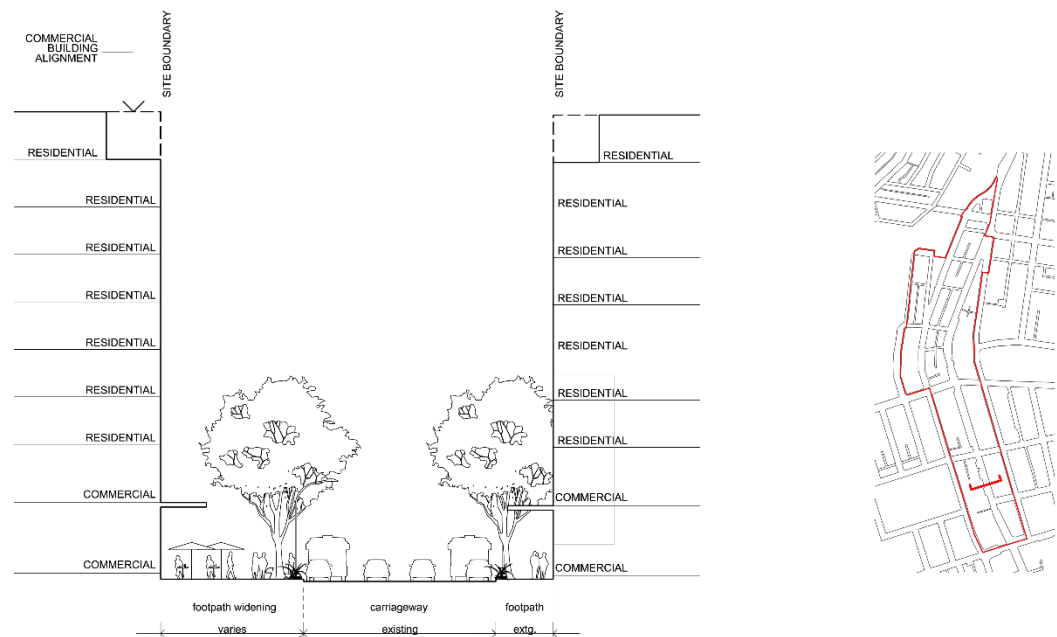 COMMERCIAL
BUILDING
ALIGNMENT
SITE BOUNDARY
SITE BOUNDARY
RESIDENTIAL
RESIDENTIAL
RESIDENTIAL
RESIDENTIAL
RESIDENTIAL
RESIDENTIAL
RESIDENTIAL
COMMERCIAL
COMMERCIAL
RESIDENTIAL
RESIDENTIAL
RESIDENTIAL
RESIDENTIAL
RESIDENTIAL
RESIDENTIAL
RESIDENTIAL
COMMERCIAL
COMMERCIAL
footpath widening
varies
carriageway
existing
footpath
extg.